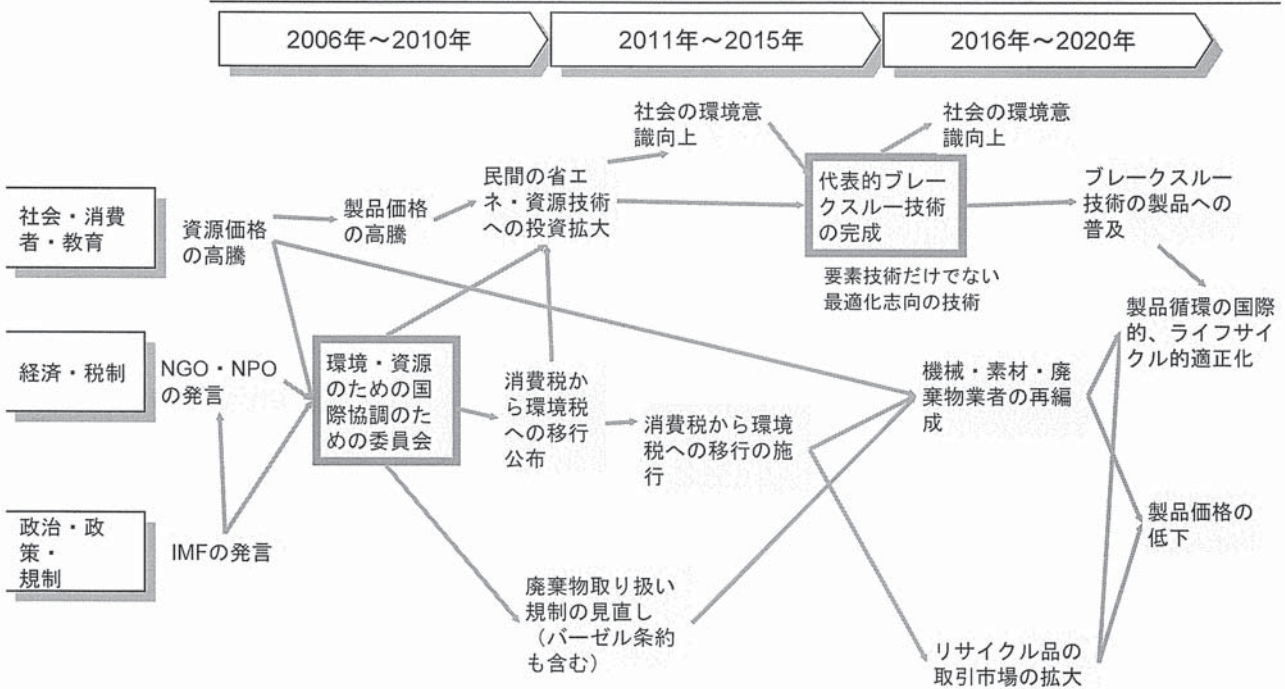 2006年～2010年
2011年～2015年
2016年～2020年
社会・消費
者・教育
経済・税制
政治・政
策・
規制
資源価格
の高騰
製品価格
の高騰
民間の省エ
ネ・資源技術
への投資拡大
社会の環境意
識向上
代表的ブレー
クスルー技術
の完成
要素技術だけでない
最適化志向の技術
社会の環境意
識向上
ブレークスルー
技術の製品への
普及
製品循環の国際
的、ライフサイ
クル的適正化
NGO・NPO
の発言
環境・資源
のための国
際協調のた
めの委員会
消費税か
ら環境税
への移行
公布
消費税から環境
税への移行の施
行
機械・素材・廃
棄物業者の再編
成
IMFの発言
廃棄物取り扱い
規制の見直し
（バーゼル条約
も含む）
製品価格の
低下
リサイクル品の
取引市場の拡大